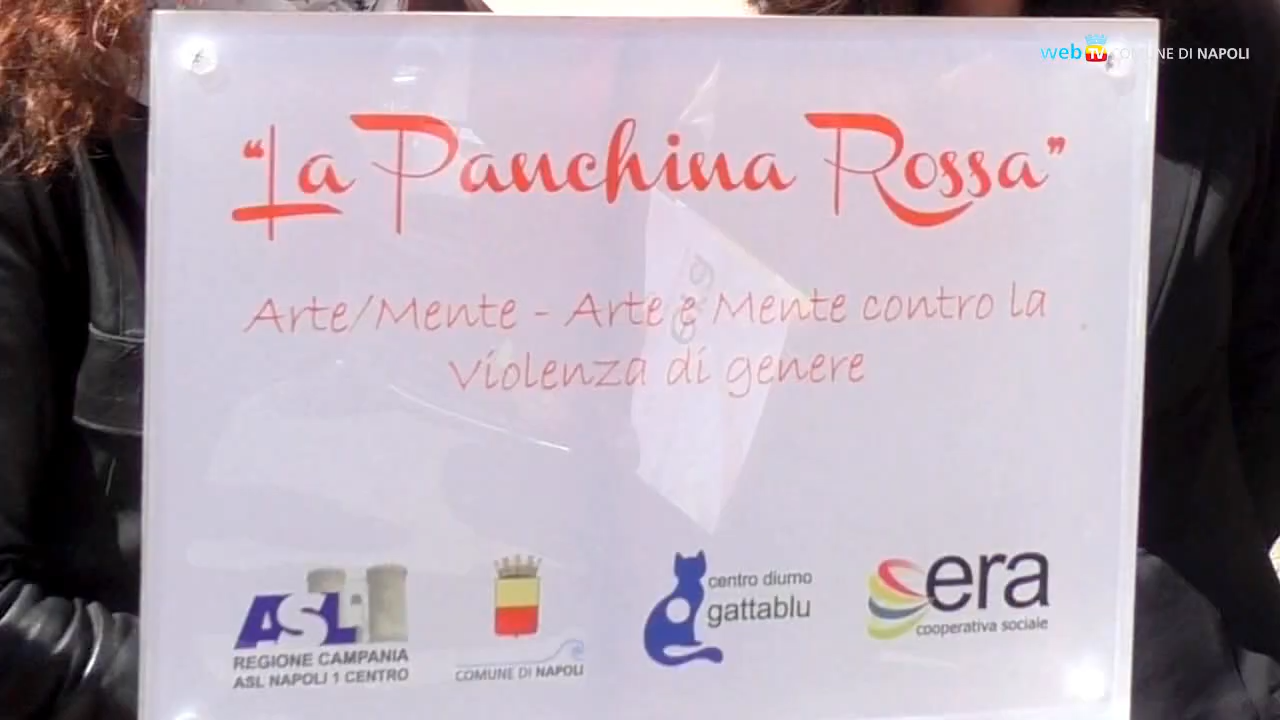 web TV COMUNE DI NAPOLI
“La Panchina Rossa”
Arte/Mente - Arte e Mente contro la
violenza di genere
ASL
REGIONE CAMPANIA
ASL NAPOLI 1 CENTRO
COMUNE DI NAPOLI
centro diurno
gattablu
era
cooperativa sociale